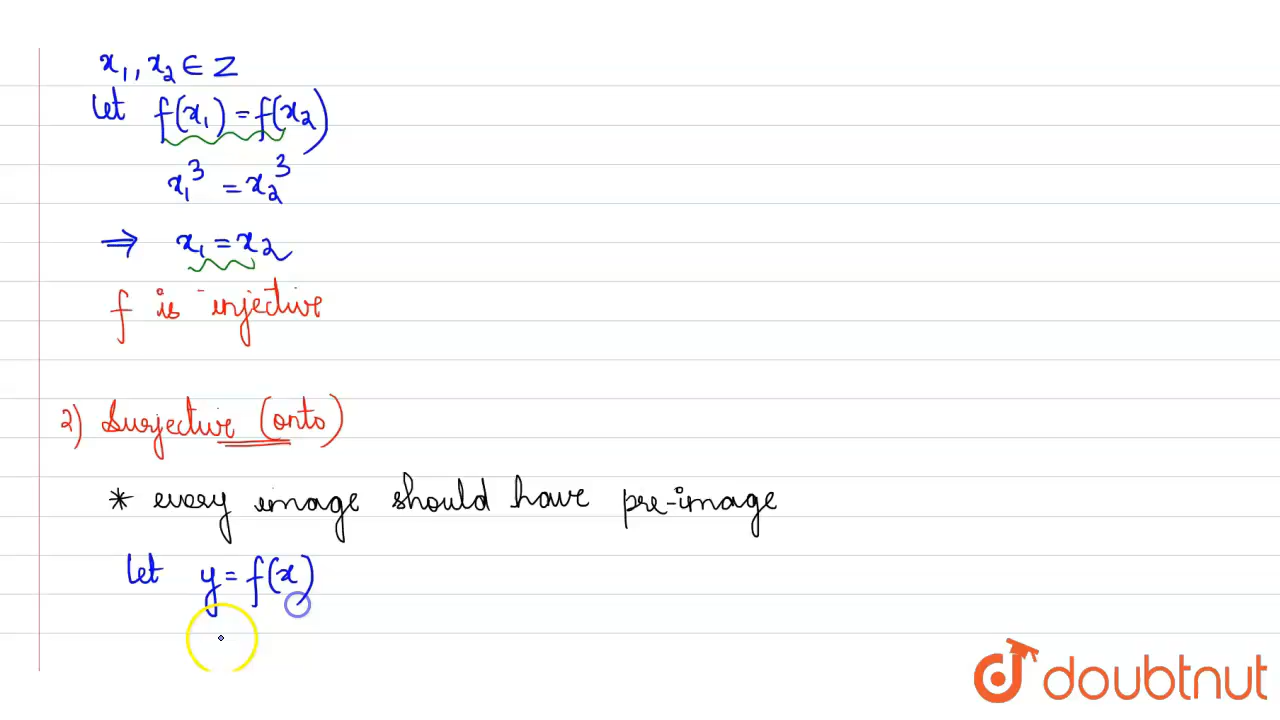 x₁, x₂ ∈ Z
let f(x₁) = f(x₂)
x₁³ = x₂³
⇒ x₁ = x₂
f is injective
2) Surjective (onto)
* every image should have pre-image
let y = f(x)
doubtnut